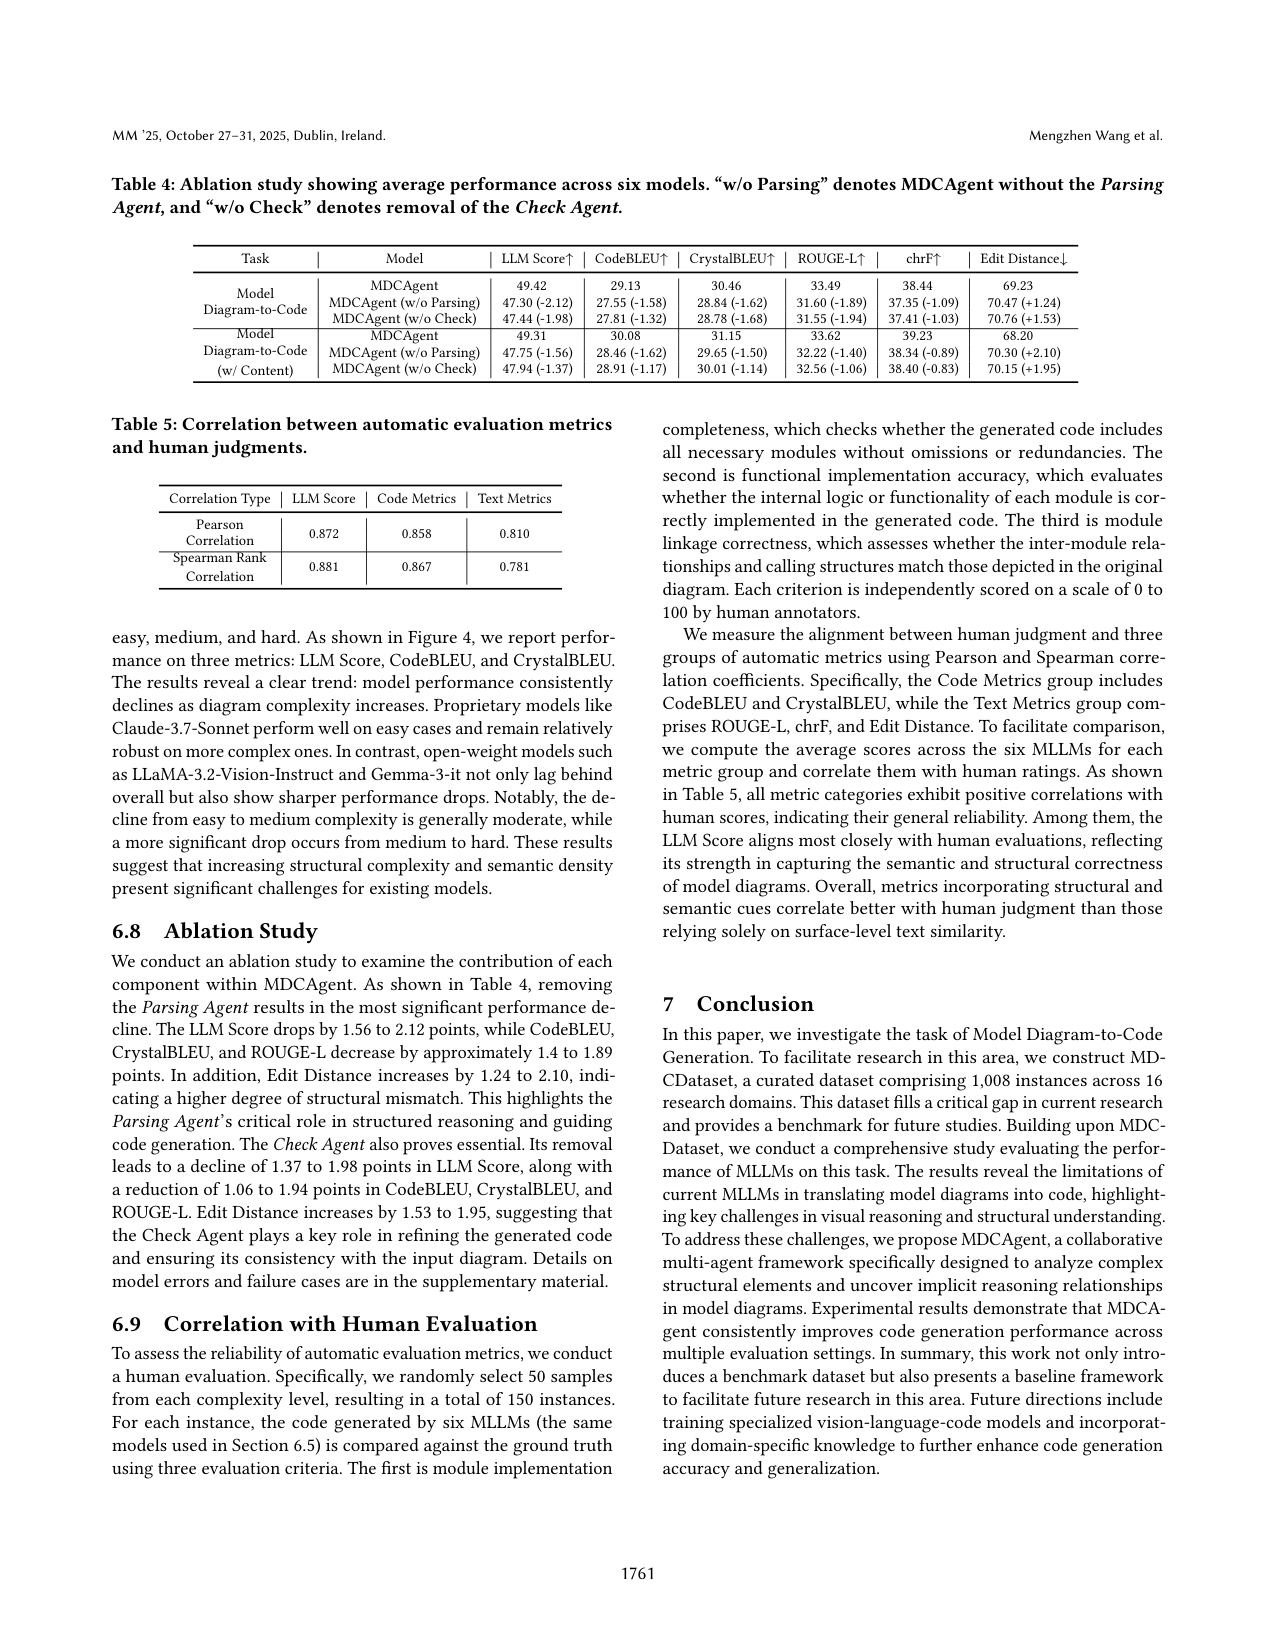 MM ’25, October 27–31, 2025, Dublin, Ireland.
Mengzhen Wang et al.
Table 4: Ablation study showing average performance across six models. “w/o Parsing” denotes MDCAgent without the Parsing
Agent, and “w/o Check” denotes removal of the Check Agent.
Task | Model | LLM Score↑ | CodeBLEU↑ | CrystalBLEU↑ | ROUGE-L↑ | chrF↑ | Edit Distance↓
Model Diagram-to-Code | MDCAgent | 49.42 | 29.13 | 30.46 | 33.49 | 38.44 | 69.23
MDCAgent (w/o Parsing) | 47.30 (-2.12) | 27.55 (-1.58) | 28.84 (-1.62) | 31.60 (-1.89) | 37.35 (-1.09) | 70.47 (+1.24)
MDCAgent (w/o Check) | 47.44 (-1.98) | 27.81 (-1.32) | 28.78 (-1.68) | 31.55 (-1.94) | 37.41 (-1.03) | 70.76 (+1.53)
Model Diagram-to-Code (w/ Content) | MDCAgent | 49.31 | 30.08 | 31.15 | 33.62 | 39.23 | 68.20
MDCAgent (w/o Parsing) | 47.75 (-1.56) | 28.46 (-1.62) | 29.65 (-1.50) | 32.22 (-1.40) | 38.34 (-0.89) | 70.30 (+2.10)
MDCAgent (w/o Check) | 47.94 (-1.37) | 28.91 (-1.17) | 30.01 (-1.14) | 32.56 (-1.06) | 38.40 (-0.83) | 70.15 (+1.95)
Table 5: Correlation between automatic evaluation metrics
and human judgments.
Correlation Type | LLM Score | Code Metrics | Text Metrics
Pearson Correlation | 0.872 | 0.858 | 0.810
Spearman Rank Correlation | 0.881 | 0.867 | 0.781
easy, medium, and hard. As shown in Figure 4, we report perfor-
mance on three metrics: LLM Score, CodeBLEU, and CrystalBLEU.
The results reveal a clear trend: model performance consistently
declines as diagram complexity increases. Proprietary models like
Claude-3.7-Sonnet perform well on easy cases and remain relatively
robust on more complex ones. In contrast, open-weight models such
as LLaMA-3.2-Vision-Instruct and Gemma-3-it not only lag behind
overall but also show sharper performance drops. Notably, the de-
cline from easy to medium complexity is generally moderate, while
a more significant drop occurs from medium to hard. These results
suggest that increasing structural complexity and semantic density
present significant challenges for existing models.
6.8 Ablation Study
We conduct an ablation study to examine the contribution of each
component within MDCAgent. As shown in Table 4, removing
the Parsing Agent results in the most significant performance de-
cline. The LLM Score drops by 1.56 to 2.12 points, while CodeBLEU,
CrystalBLEU, and ROUGE-L decrease by approximately 1.4 to 1.89
points. In addition, Edit Distance increases by 1.24 to 2.10, indi-
cating a higher degree of structural mismatch. This highlights the
Parsing Agent’s critical role in structured reasoning and guiding
code generation. The Check Agent also proves essential. Its removal
leads to a decline of 1.37 to 1.98 points in LLM Score, along with
a reduction of 1.06 to 1.94 points in CodeBLEU, CrystalBLEU, and
ROUGE-L. Edit Distance increases by 1.53 to 1.95, suggesting that
the Check Agent plays a key role in refining the generated code
and ensuring its consistency with the input diagram. Details on
model errors and failure cases are in the supplementary material.
6.9 Correlation with Human Evaluation
To assess the reliability of automatic evaluation metrics, we conduct
a human evaluation. Specifically, we randomly select 50 samples
from each complexity level, resulting in a total of 150 instances.
For each instance, the code generated by six MLLMs (the same
models used in Section 6.5) is compared against the ground truth
using three evaluation criteria. The first is module implementation
completeness, which checks whether the generated code includes
all necessary modules without omissions or redundancies. The
second is functional implementation accuracy, which evaluates
whether the internal logic or functionality of each module is cor-
rectly implemented in the generated code. The third is module
linkage correctness, which assesses whether the inter-module rela-
tionships and calling structures match those depicted in the original
diagram. Each criterion is independently scored on a scale of 0 to
100 by human annotators.
We measure the alignment between human judgment and three
groups of automatic metrics using Pearson and Spearman corre-
lation coefficients. Specifically, the Code Metrics group includes
CodeBLEU and CrystalBLEU, while the Text Metrics group com-
prises ROUGE-L, chrF, and Edit Distance. To facilitate comparison,
we compute the average scores across the six MLLMs for each
metric group and correlate them with human ratings. As shown
in Table 5, all metric categories exhibit positive correlations with
human scores, indicating their general reliability. Among them, the
LLM Score aligns most closely with human evaluations, reflecting
its strength in capturing the semantic and structural correctness
of model diagrams. Overall, metrics incorporating structural and
semantic cues correlate better with human judgment than those
relying solely on surface-level text similarity.
7 Conclusion
In this paper, we investigate the task of Model Diagram-to-Code
Generation. To facilitate research in this area, we construct MD-
CDataset, a curated dataset comprising 1,008 instances across 16
research domains. This dataset fills a critical gap in current research
and provides a benchmark for future studies. Building upon MDC-
Dataset, we conduct a comprehensive study evaluating the perfor-
mance of MLLMs on this task. The results reveal the limitations of
current MLLMs in translating model diagrams into code, highlight-
ing key challenges in visual reasoning and structural understanding.
To address these challenges, we propose MDCAgent, a collaborative
multi-agent framework specifically designed to analyze complex
structural elements and uncover implicit reasoning relationships
in model diagrams. Experimental results demonstrate that MDCA-
gent consistently improves code generation performance across
multiple evaluation settings. In summary, this work not only intro-
duces a benchmark dataset but also presents a baseline framework
to facilitate future research in this area. Future directions include
training specialized vision-language-code models and incorporat-
ing domain-specific knowledge to further enhance code generation
accuracy and generalization.
1761